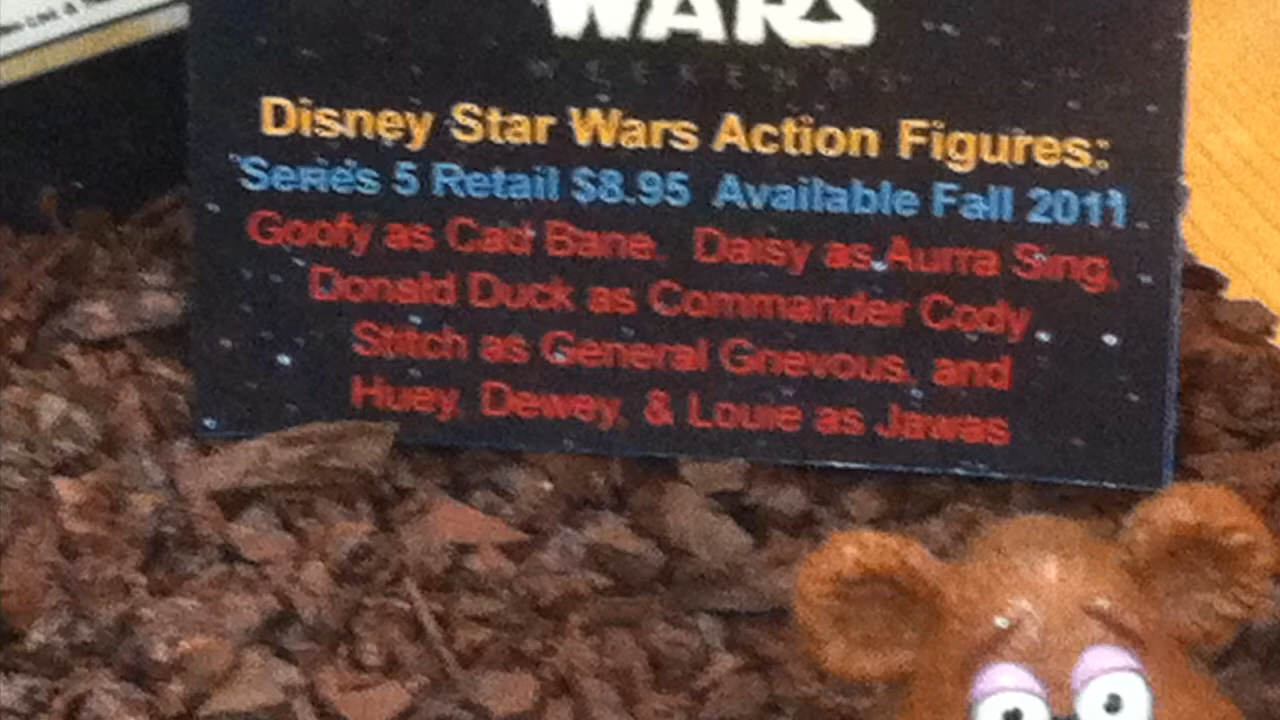 WARS
WEEKENDS
Disney Star Wars Action Figures:
Series 5 Retail $8.95 Available Fall 2011
Goofy as Cad Bane. Daisy as Aurra Sing,
Donald Duck as Commander Cody
Stitch as General Grievous, and
Huey, Dewey, & Louie as Jawas